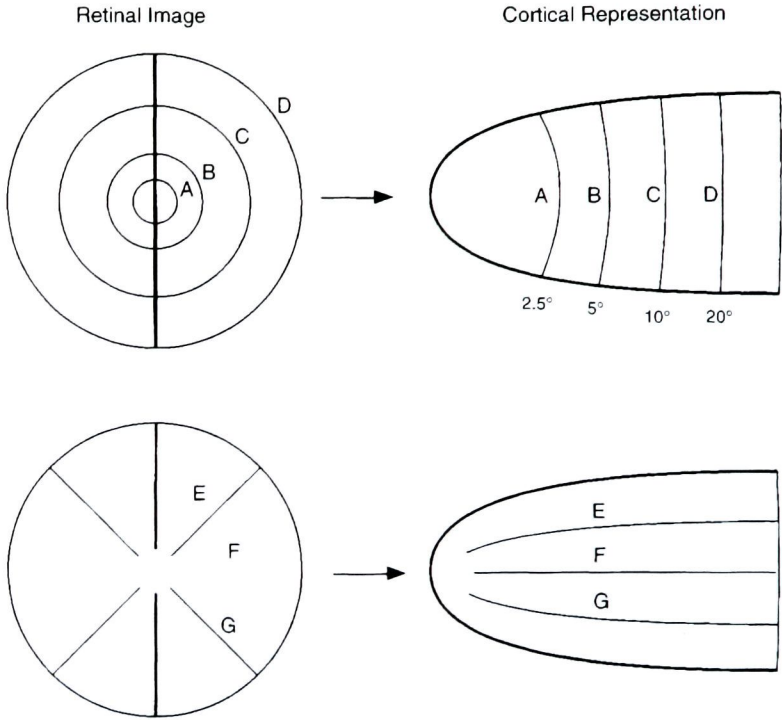 Retinal Image
Cortical Representation
D
C
B
A
A B C D
2.5° 5° 10° 20°
E
F
G
E
F
G